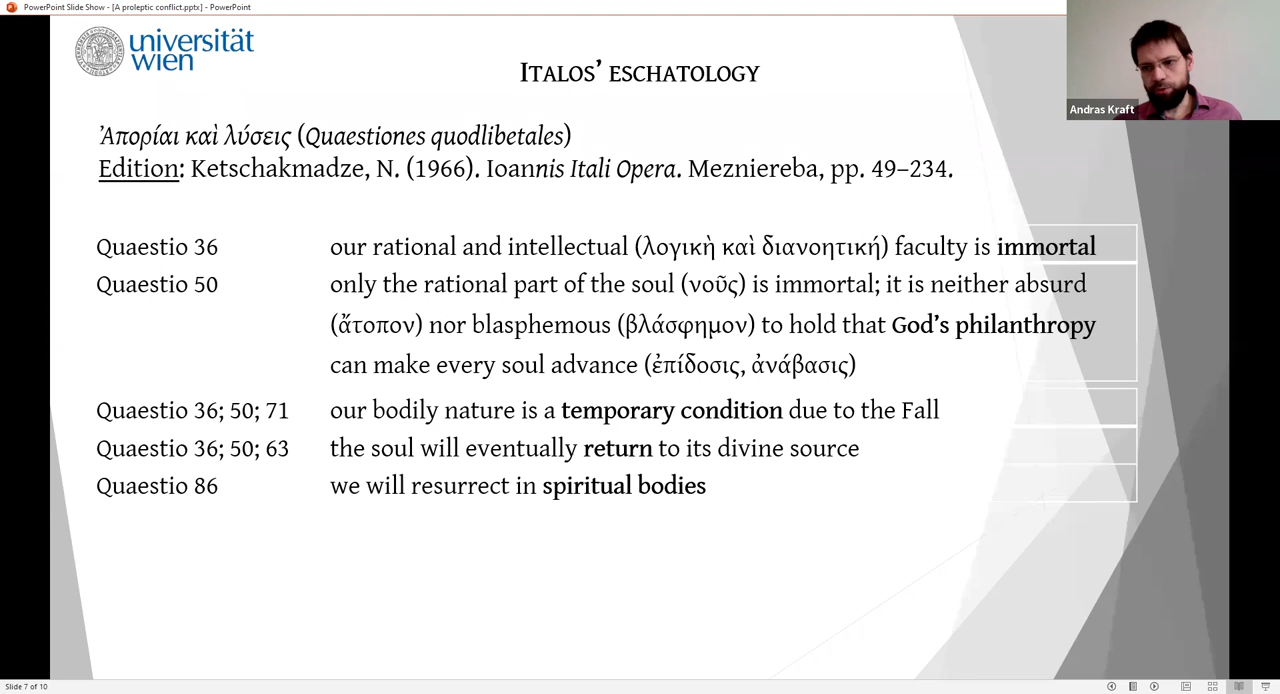 PowerPoint Slide Show - [A proleptic conflict.pptx] - PowerPoint
universität
wien
Italos’ eschatology
Ἀπορίαι καὶ λύσεις (Quaestiones quodlibetales)
Edition: Ketschakmadze, N. (1966). Ioannis Itali Opera. Mezniereba, pp. 49–234.
Quaestio 36 our rational and intellectual (λογικὴ καὶ διανοητική) faculty is immortal
Quaestio 50 only the rational part of the soul (νοῦς) is immortal; it is neither absurd
(ἄτοπον) nor blasphemous (βλάσφημον) to hold that God’s philanthropy
can make every soul advance (ἐπίδοσις, ἀνάβασις)
Quaestio 36; 50; 71 our bodily nature is a temporary condition due to the Fall
Quaestio 36; 50; 63 the soul will eventually return to its divine source
Quaestio 86 we will resurrect in spiritual bodies
Andras Kraft
Slide 7 of 10